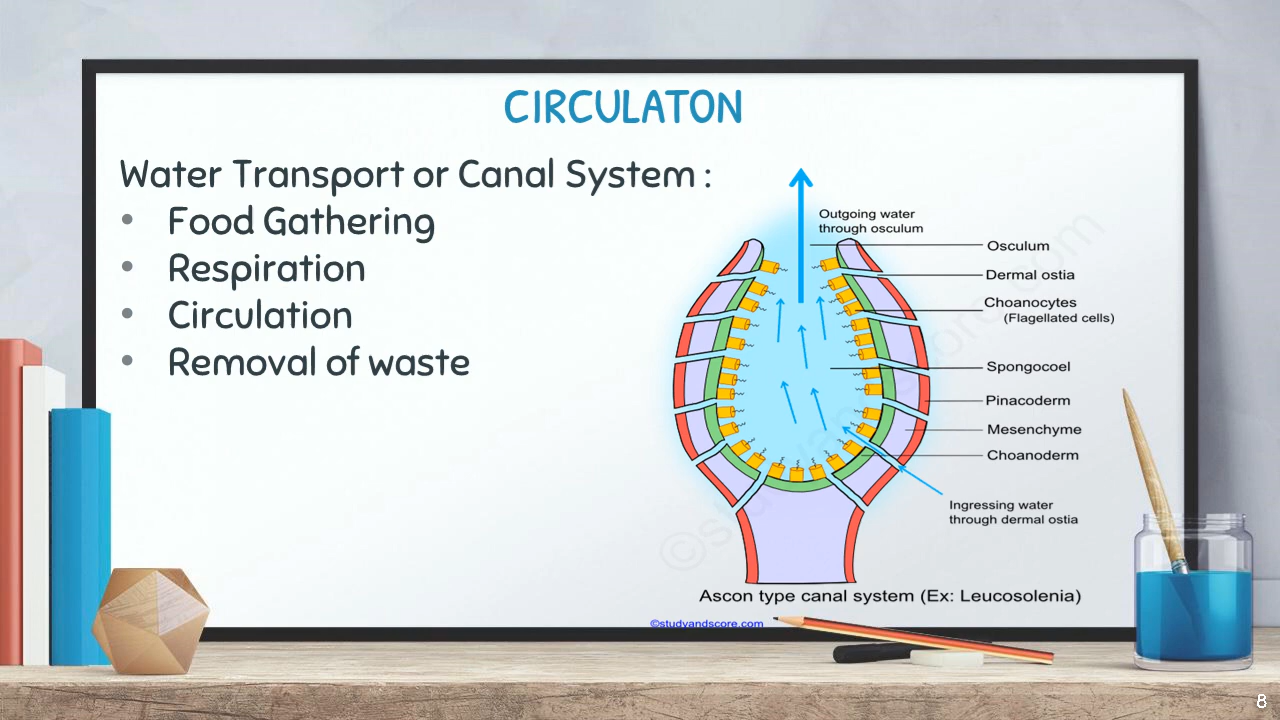 CIRCULATON
Water Transport or Canal System :
• Food Gathering
• Respiration
• Circulation
• Removal of waste
Outgoing water
through osculum
Osculum
Dermal ostia
Choanocytes
(Flagellated cells)
Spongocoel
Pinacoderm
Mesenchyme
Choanoderm
Ingressing water
through dermal ostia
Ascon type canal system (Ex: Leucosolenia)
©studyandscore.com
©studyandscore.com
8